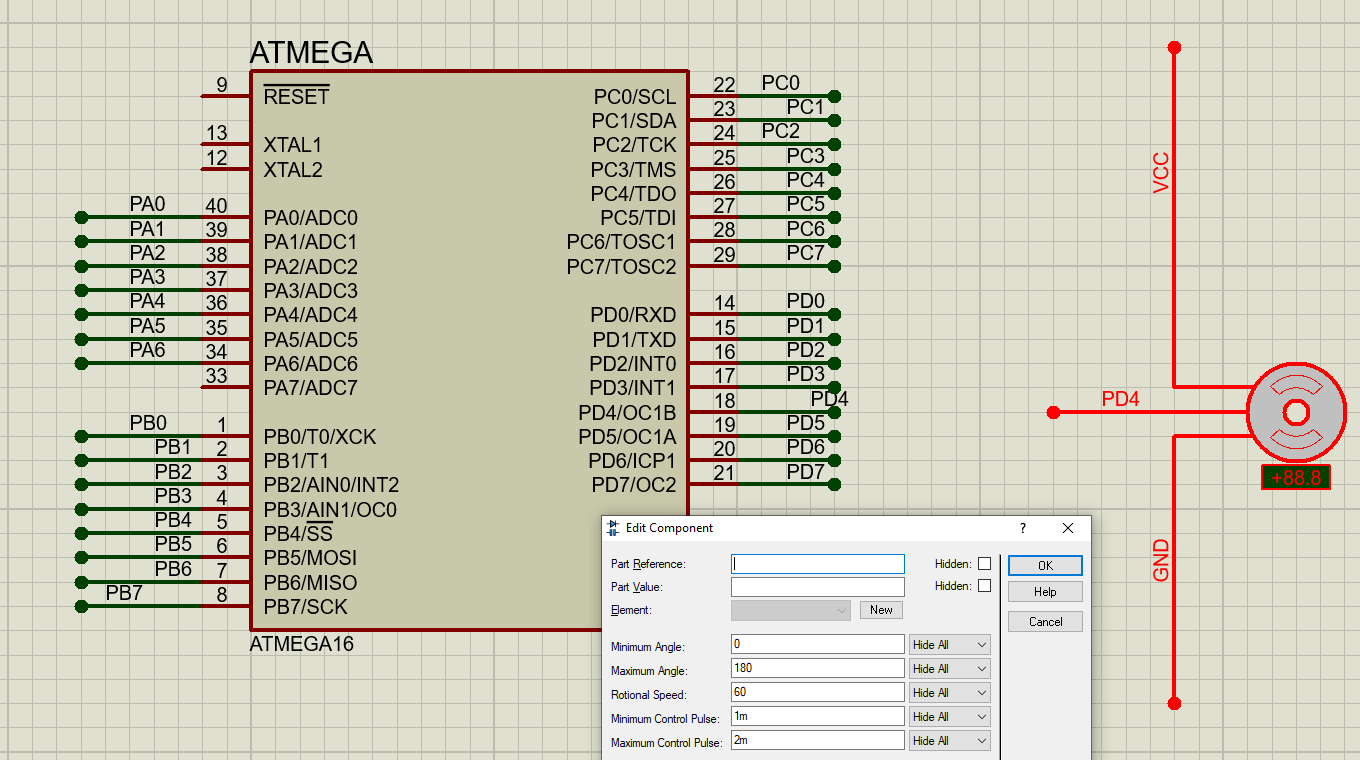 ATMEGA
9 RESET
13 XTAL1
12 XTAL2
PA0 40 PA0/ADC0
PA1 39 PA1/ADC1
PA2 38 PA2/ADC2
PA3 37 PA3/ADC3
PA4 36 PA4/ADC4
PA5 35 PA5/ADC5
PA6 34 PA6/ADC6
33 PA7/ADC7
PB0 1 PB0/T0/XCK
PB1 2 PB1/T1
PB2 3 PB2/AIN0/INT2
PB3 4 PB3/AIN1/OC0
PB4 5 PB4/SS
PB5 6 PB5/MOSI
PB6 7 PB6/MISO
PB7 8 PB7/SCK
PC0/SCL 22 PC0
PC1/SDA 23 PC1
PC2/TCK 24 PC2
PC3/TMS 25 PC3
PC4/TDO 26 PC4
PC5/TDI 27 PC5
PC6/TOSC1 28 PC6
PC7/TOSC2 29 PC7
PD0/RXD 14 PD0
PD1/TXD 15 PD1
PD2/INT0 16 PD2
PD3/INT1 17 PD3
PD4/OC1B 18 PD4
PD5/OC1A 19 PD5
PD6/ICP1 20 PD6
PD7/OC2 21 PD7
ATMEGA16
VCC
PD4
+88.8
GND
Edit Component ?
Part Reference: Hidden: OK
Part Value: Hidden: Help
Element: New
Cancel
Minimum Angle: 0 Hide All
Maximum Angle: 180 Hide All
Rotional Speed: 60 Hide All
Minimum Control Pulse: 1m Hide All
Maximum Control Pulse: 2m Hide All